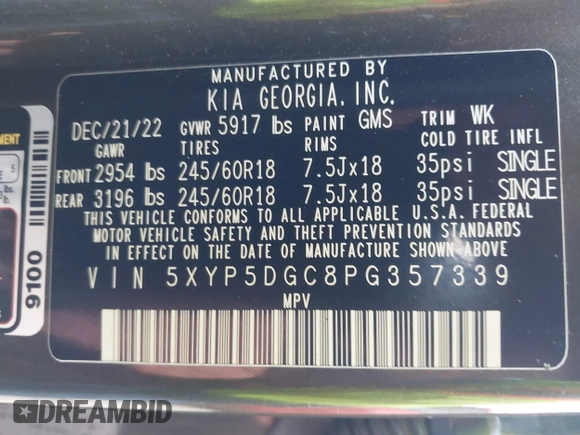 MANUFACTURED BY
KIA GEORGIA, INC.
DEC/21/22 GVWR 5917 lbs PAINT GMS TRIM WK
GAWR TIRES RIMS COLD TIRE INFL
FRONT 2954 lbs 245/60R18 7.5Jx18 35psi SINGLE
REAR 3196 lbs 245/60R18 7.5Jx18 35psi SINGLE
THIS VEHICLE CONFORMS TO ALL APPLICABLE U.S.A. FEDERAL
MOTOR VEHICLE SAFETY AND THEFT PREVENTION STANDARDS
IN EFFECT ON THE DATE OF MANUFACTURE SHOWN ABOVE.
VIN 5XYP5DGC8PG357339
MPV
9100
DREAMBID